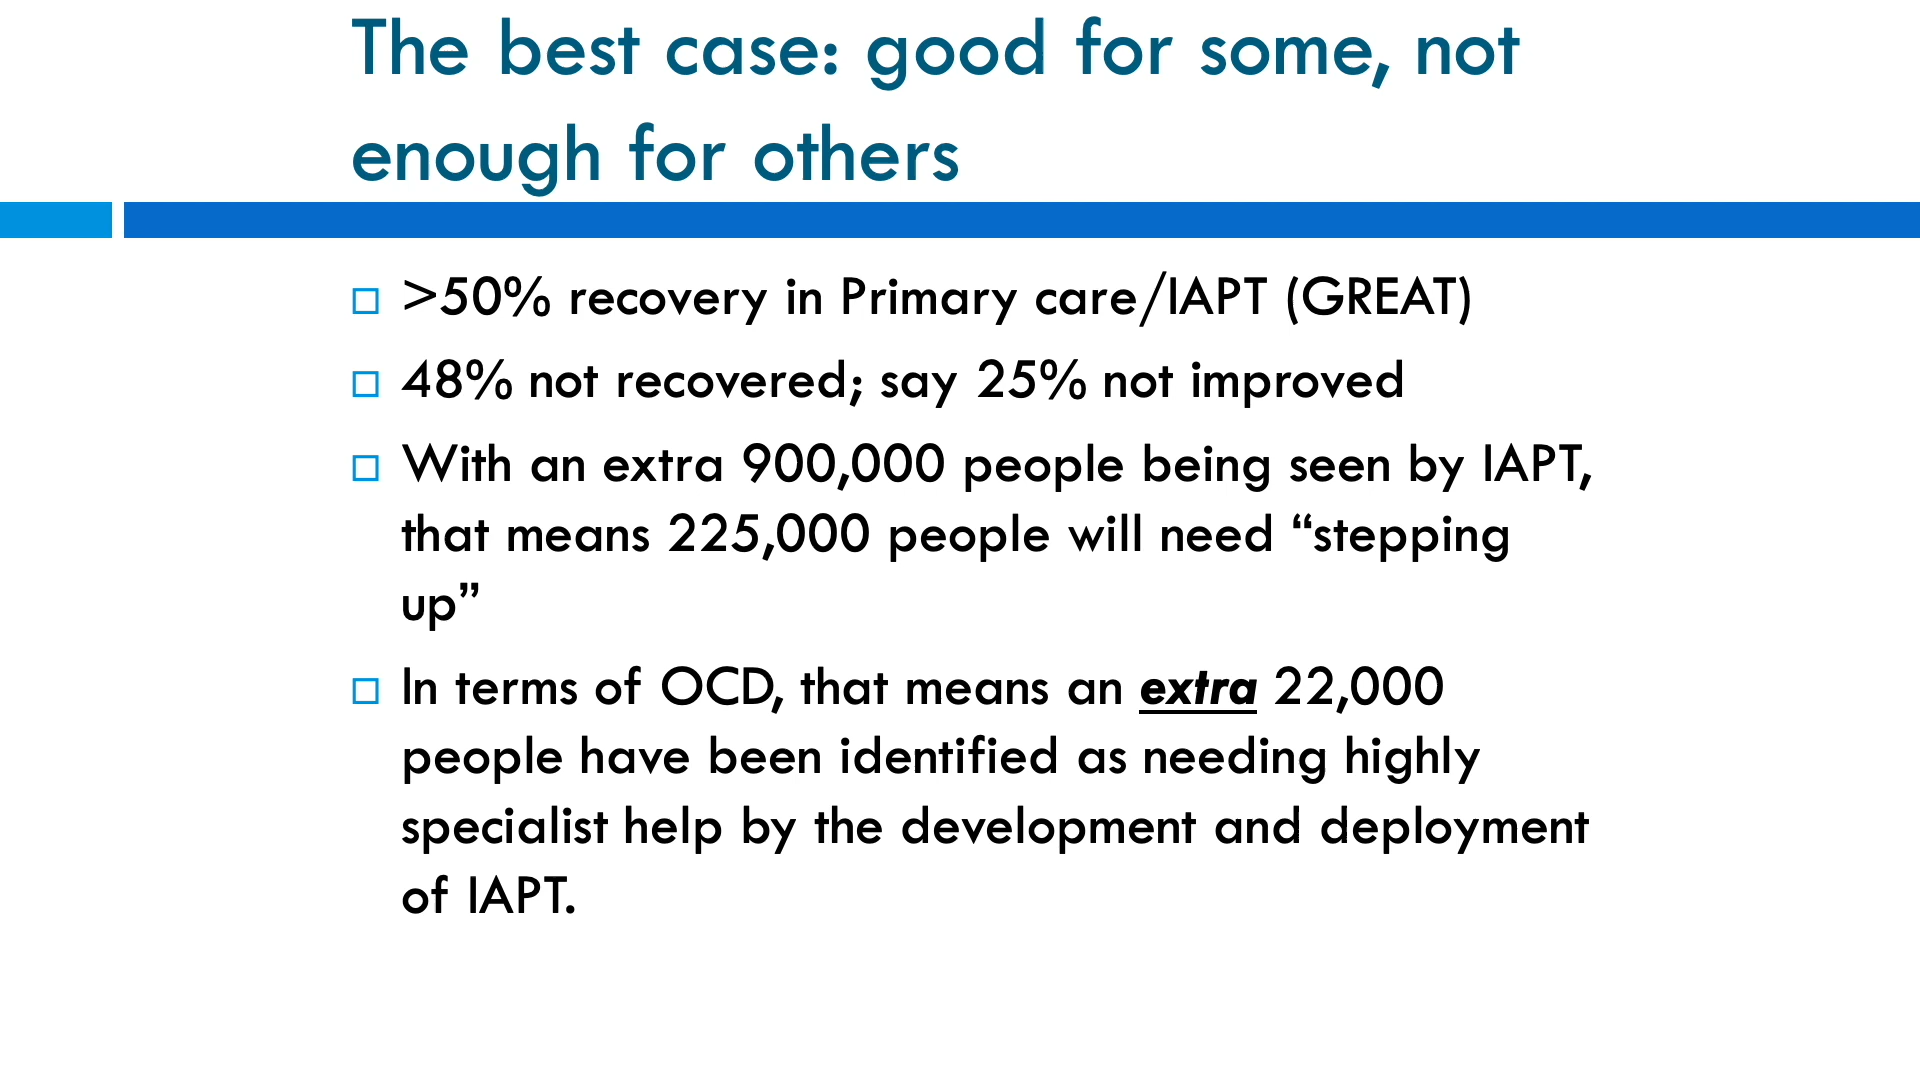 The best case: good for some, not
enough for others
>50% recovery in Primary care/IAPT (GREAT)
48% not recovered; say 25% not improved
With an extra 900,000 people being seen by IAPT,
that means 225,000 people will need “stepping
up”
In terms of OCD, that means an extra 22,000
people have been identified as needing highly
specialist help by the development and deployment
of IAPT.